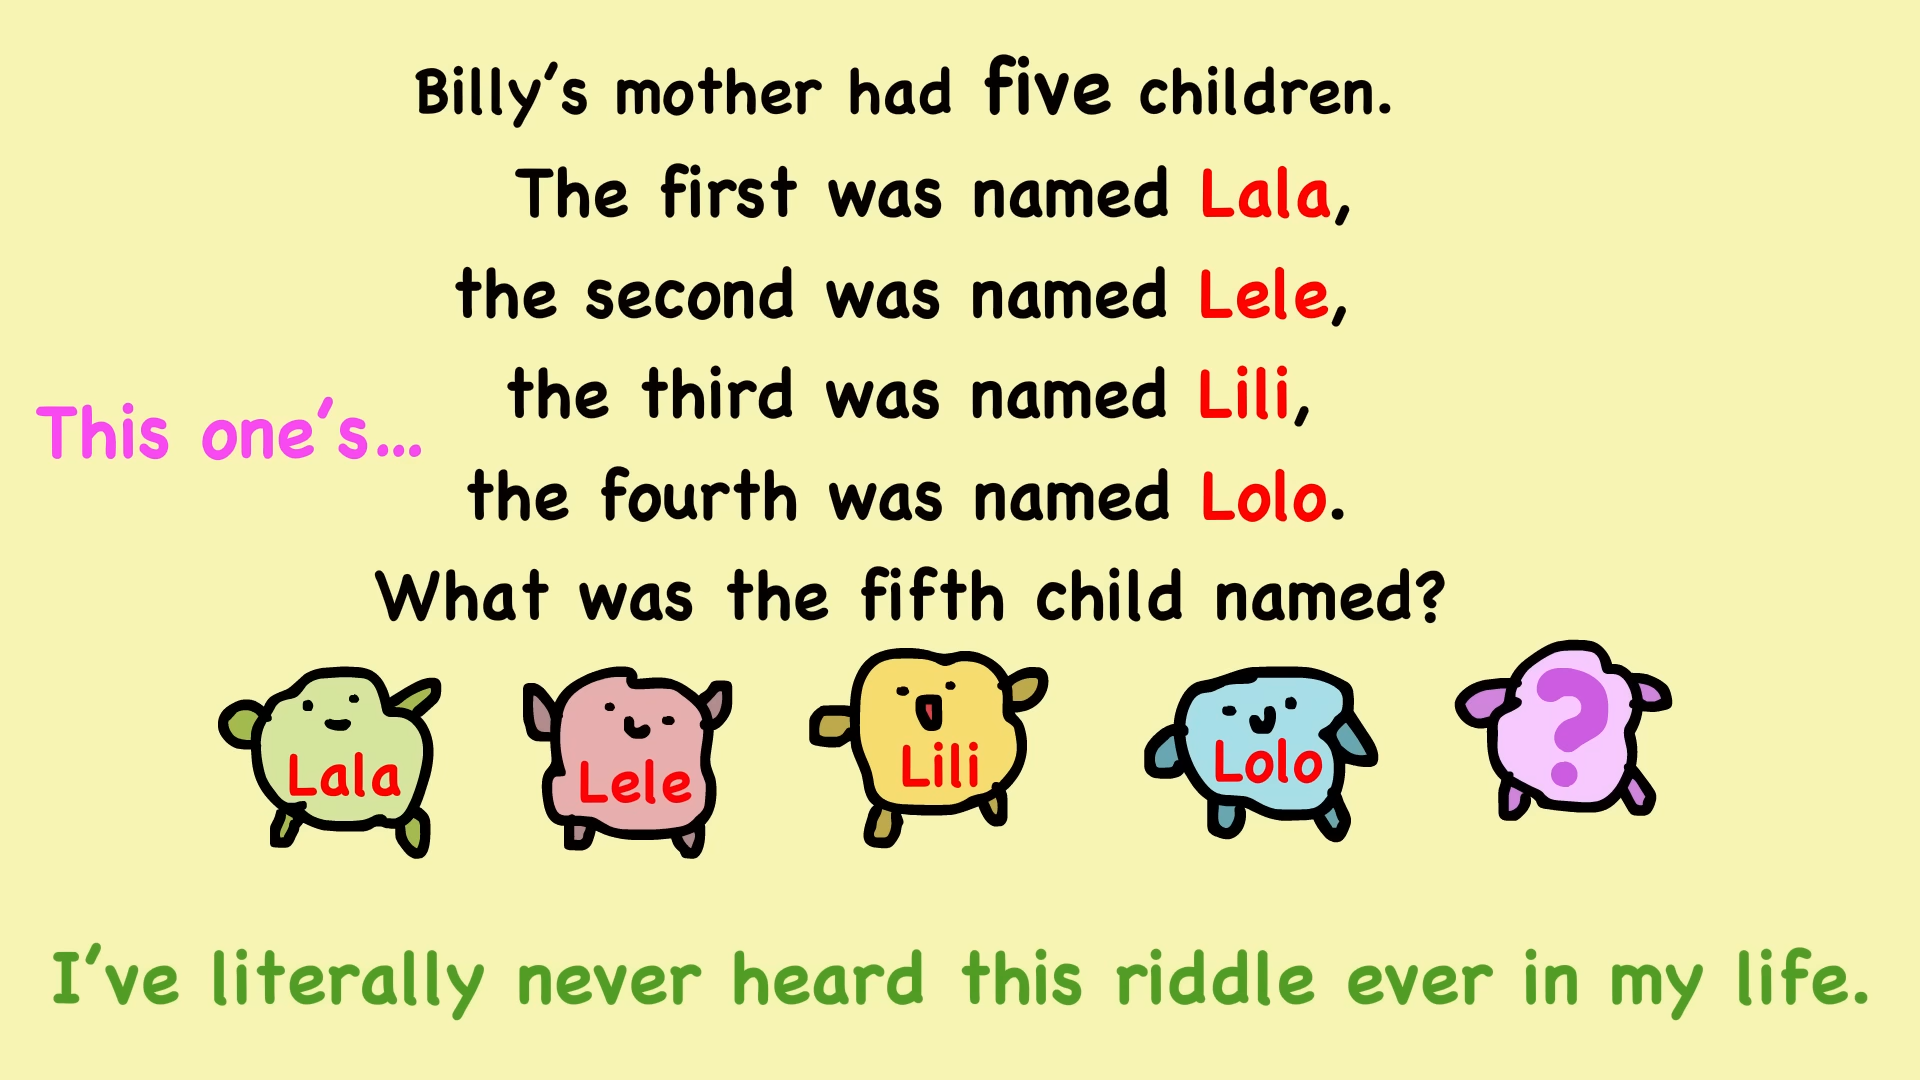 Billy's mother had five children.
The first was named Lala,
the second was named Lele,
the third was named Lili,
This one's...
the fourth was named Lolo.
What was the fifth child named?
Lala
Lele
Lili
Lolo
?
I've literally never heard this riddle ever in my life.